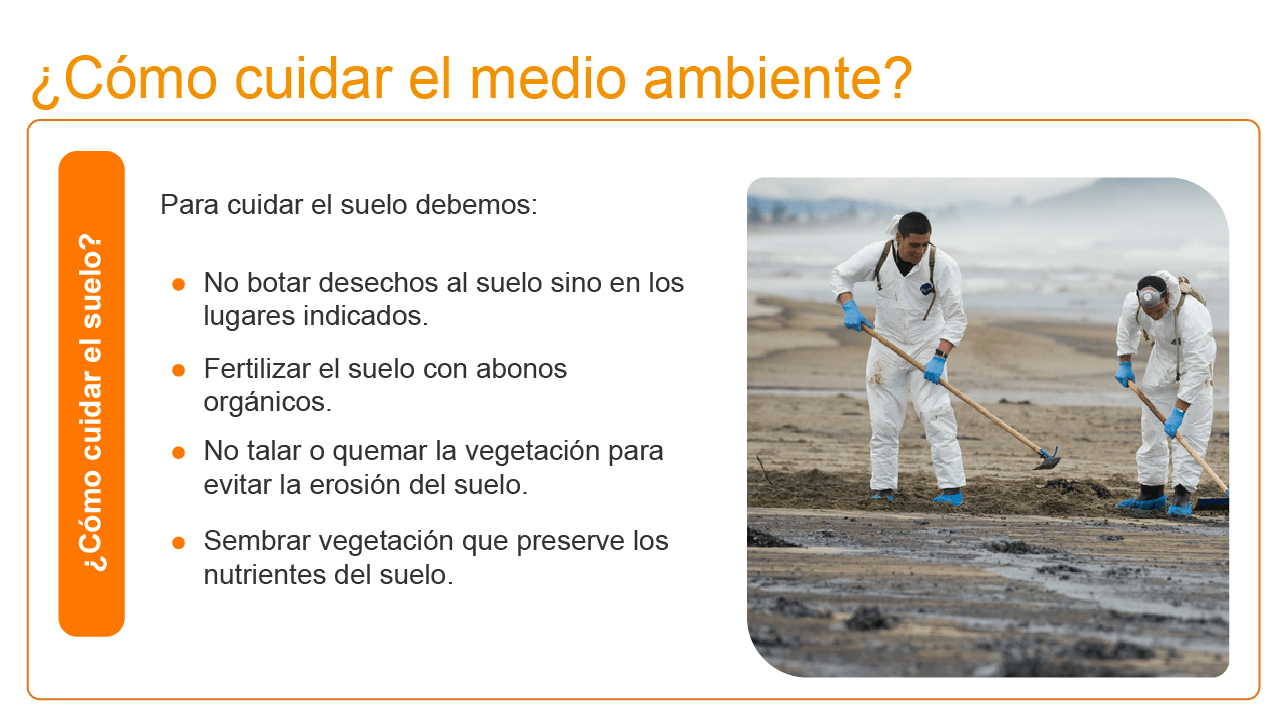 ¿Cómo cuidar el medio ambiente?
¿Cómo cuidar el suelo?
Para cuidar el suelo debemos:
● No botar desechos al suelo sino en los
lugares indicados.
● Fertilizar el suelo con abonos
orgánicos.
● No talar o quemar la vegetación para
evitar la erosión del suelo.
● Sembrar vegetación que preserve los
nutrientes del suelo.